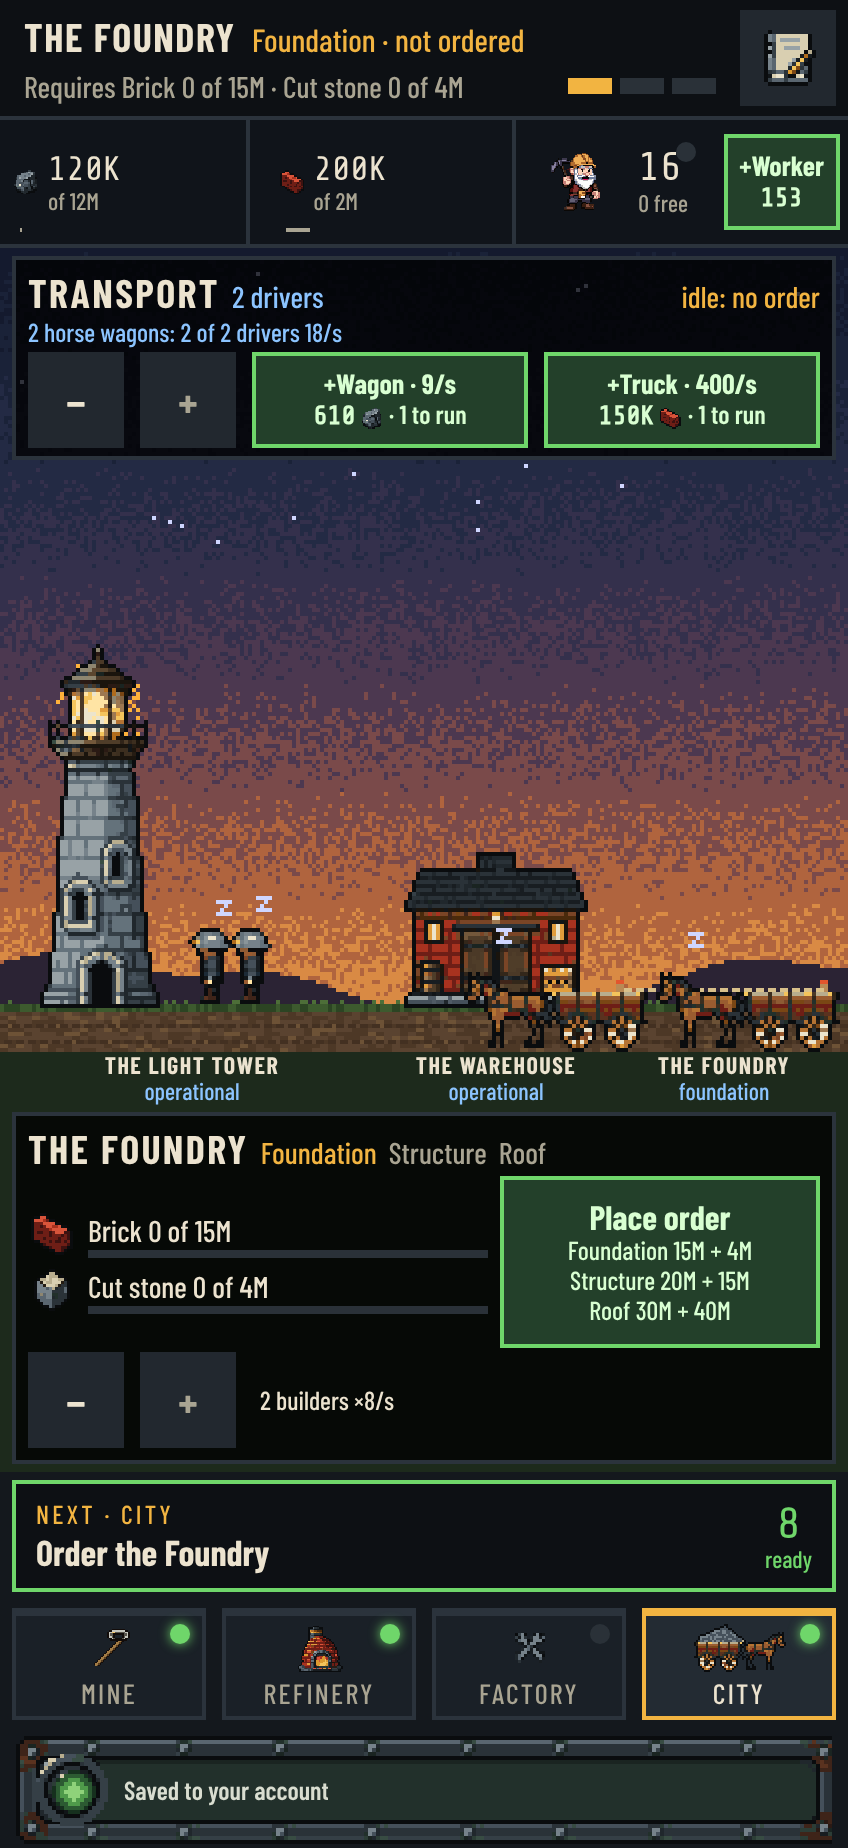 THE FOUNDRY Foundation · not ordered
Requires Brick 0 of 15M · Cut stone 0 of 4M
120K
of 12M
200K
of 2M
16
0 free
+Worker
153
TRANSPORT 2 drivers
idle: no order
2 horse wagons: 2 of 2 drivers 18/s
− +
+Wagon · 9/s
610 · 1 to run
+Truck · 400/s
150K · 1 to run
z z
z
z
THE LIGHT TOWER
operational
THE WAREHOUSE
operational
THE FOUNDRY
foundation
THE FOUNDRY Foundation Structure Roof
Brick 0 of 15M
Cut stone 0 of 4M
Place order
Foundation 15M + 4M
Structure 20M + 15M
Roof 30M + 40M
− +
2 builders ×8/s
NEXT · CITY
Order the Foundry
8
ready
MINE
REFINERY
FACTORY
CITY
Saved to your account